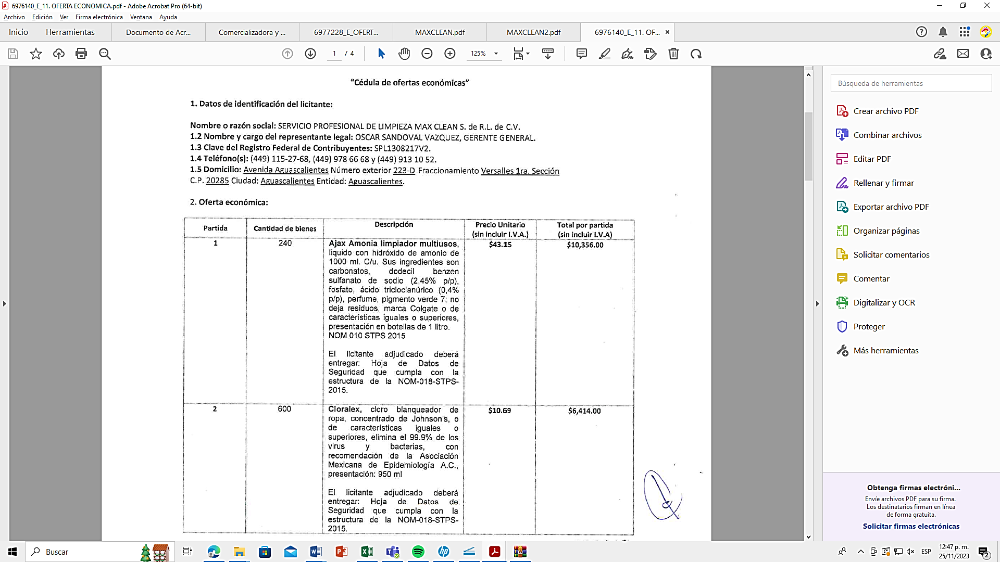 6976140_E_11. OFERTA ECONOMICA.pdf - Adobe Acrobat Pro (64-bit)
Archivo Edición Ver Firma electrónica Ventana Ayuda
Inicio Herramientas Documento de Acr... Comercializadora y ... 6977228_E_OFERT... MAXCLEAN.pdf MAXCLEAN2.pdf 6976140_E_11. OF...
1 / 4 125%
“Cédula de ofertas económicas”
1. Datos de identificación del licitante:
Nombre o razón social: SERVICIO PROFESIONAL DE LIMPIEZA MAX CLEAN S. de R.L. de C.V.
1.2 Nombre y cargo del representante legal: OSCAR SANDOVAL VAZQUEZ, GERENTE GENERAL.
1.3 Clave del Registro Federal de Contribuyentes: SPL1308217V2.
1.4 Teléfono(s): (449) 115-27-68, (449) 978 66 68 y (449) 913 10 52.
1.5 Domicilio: Avenida Aguascalientes Número exterior 223-D Fraccionamiento Versalles 1ra. Sección
C.P. 20285 Ciudad: Aguascalientes Entidad: Aguascalientes.
2. Oferta económica:
Partida
Cantidad de bienes
Descripción
Precio Unitario
(sin incluir I.V.A.)
Total por partida
(sin incluir I.V.A)
1
240
Ajax Amonia limpiador multiusos,
liquido con hidróxido de amonio de
1000 ml. C/u. Sus ingredientes son
carbonatos, dodecil benzen
sulfanato de sodio (2,45% p/p),
fosfato, ácido triclocianúrico (0,4%
p/p), perfume, pigmento verde 7; no
deja residuos, marca Colgate o de
características iguales o superiores,
presentación en botellas de 1 litro.
NOM 010 STPS 2015
El licitante adjudicado deberá
entregar: Hoja de Datos de
Seguridad que cumpla con la
estructura de la NOM-018-STPS-
2015.
$43.15
$10,356.00
2
600
Cloralex, cloro blanqueador de
ropa, concentrado de Johnson's, o
de características iguales o
superiores, elimina el 99.9% de los
virus y bacterias, con
recomendación de la Asociación
Mexicana de Epidemiología A.C.,
presentación: 950 ml
El licitante adjudicado deberá
entregar: Hoja de Datos de
Seguridad que cumpla con la
estructura de la NOM-018-STPS-
2015.
$10.69
$6,414.00
Búsqueda de herramientas
Crear archivo PDF
Combinar archivos
Editar PDF
Rellenar y firmar
Exportar archivo PDF
Organizar páginas
Solicitar comentarios
Comentar
Digitalizar y OCR
Proteger
Más herramientas
Obtenga firmas electróni...
Envíe archivos PDF para su firma.
Los destinatarios firman en línea
de forma gratuita.
Solicitar firmas electrónicas
Buscar
ESP
12:47 p. m.
25/11/2023
2